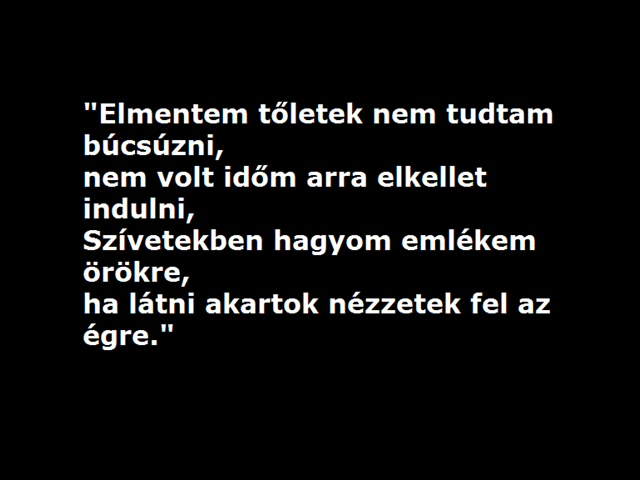 "Elmentem tőletek nem tudtam
búcsúzni,
nem volt időm arra elkellet
indulni,
Szívetekben hagyom emlékem
örökre,
ha látni akartok nézzetek fel az
égre."